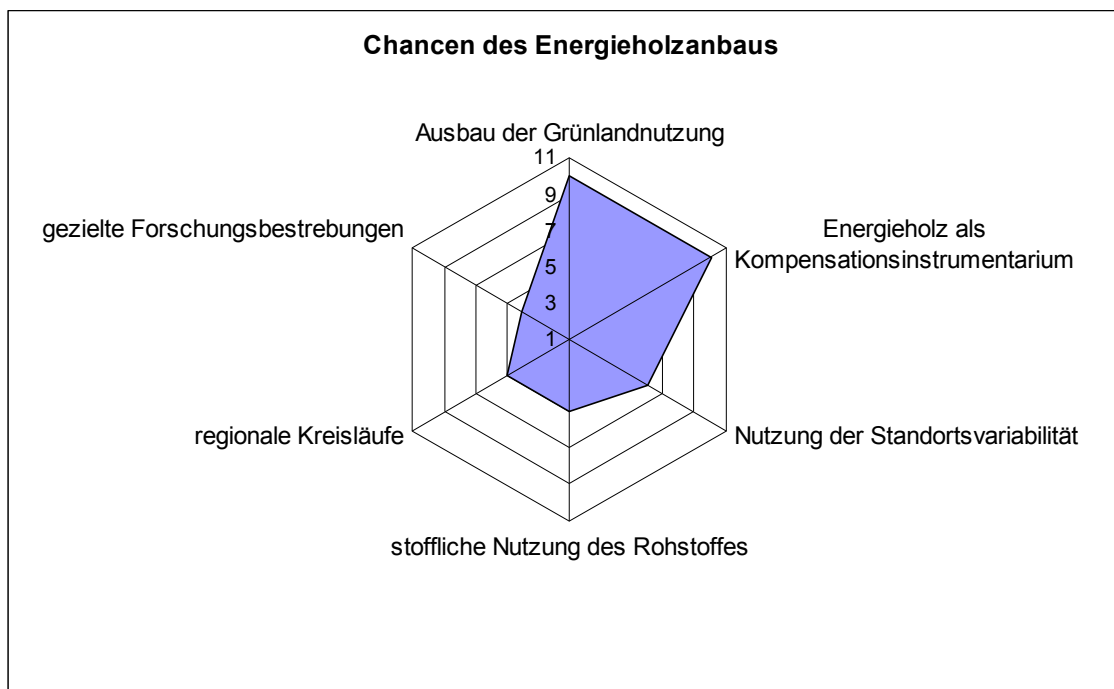 Chancen des Energieholzanbaus
Ausbau der Grünlandnutzung
11
9
7
5
3
1
gezielte Forschungsbestrebungen
Energieholz als
Kompensationsinstrumentarium
regionale Kreisläufe
Nutzung der Standortsvariabilität
stoffliche Nutzung des Rohstoffes